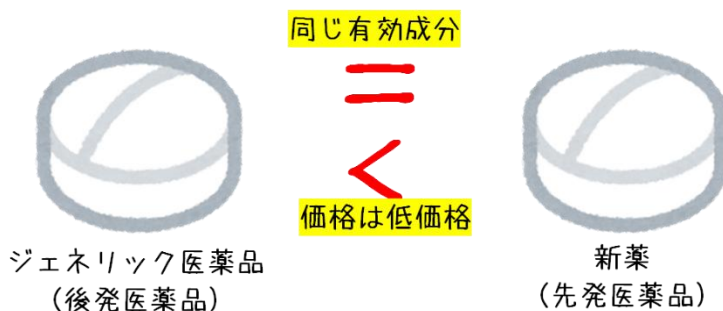 同じ有効成分
=
<
価格は低価格
ジェネリック医薬品
(後発医薬品)
新薬
(先発医薬品)